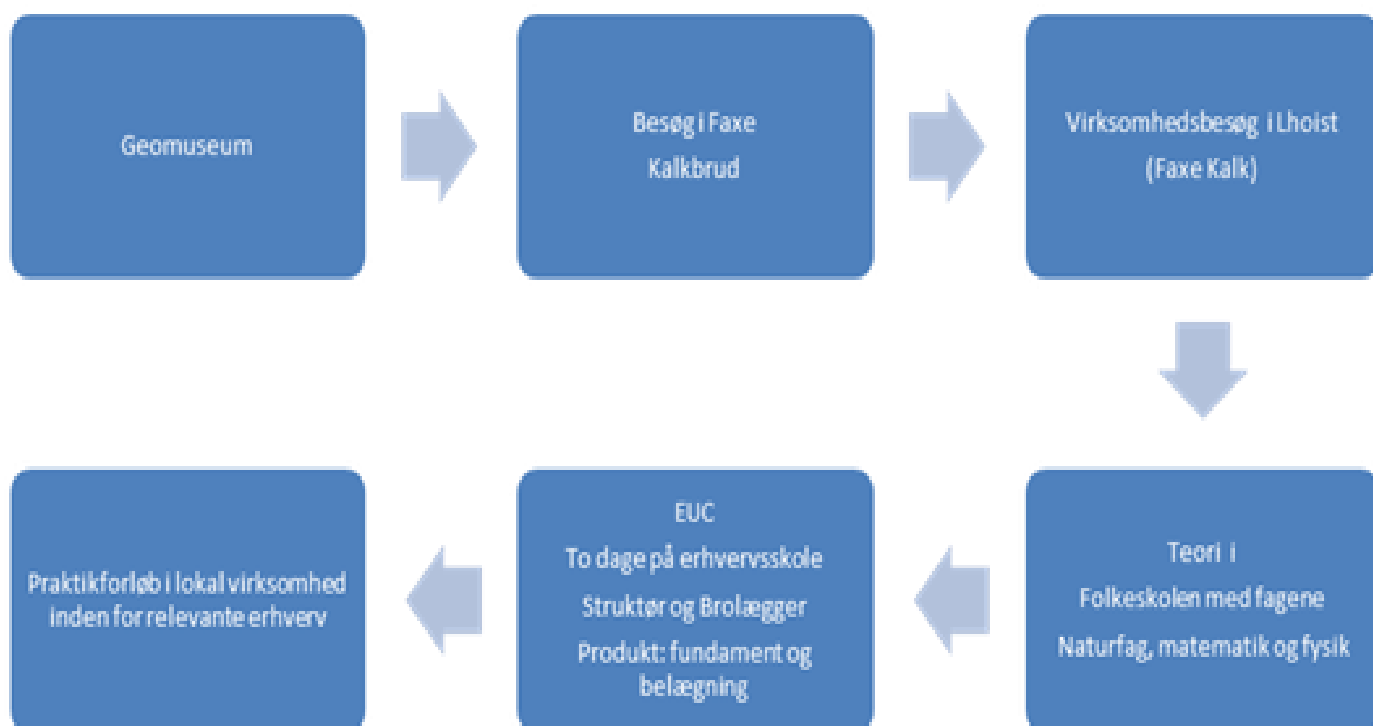 Geomuseum
Besøg i Faxe
Kalkbrud
Virksomhedsbesøg i Lhoist
(Faxe Kalk)
Teori i
Folkeskolen med fagene
Naturfag, matematik og fysik
EUC
To dage på erhvervsskole
Struktør og Brolægger
Produkt: fundament og
belægning
Praktikforløb i lokal virksomhed
inden for relevante erhverv